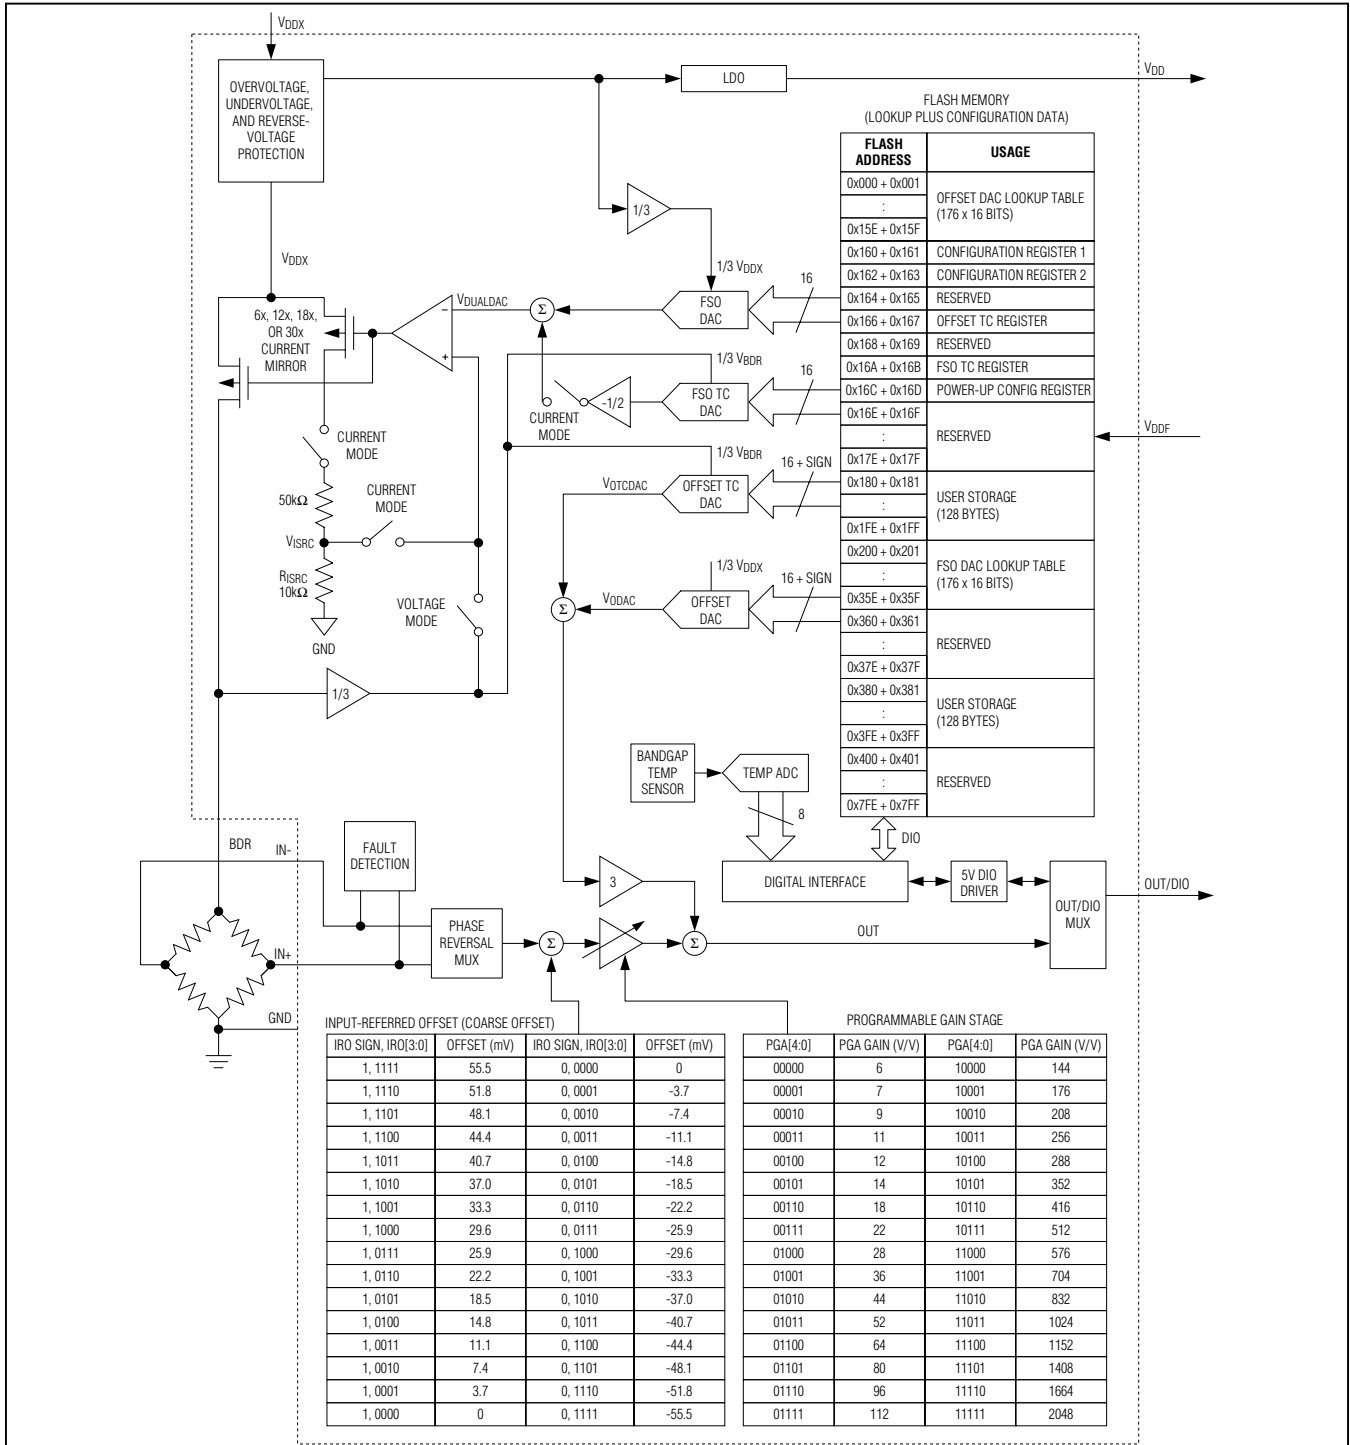 VDDX
OVERVOLTAGE,
UNDERVOLTAGE,
AND REVERSE-
VOLTAGE
PROTECTION
LDO
VDD
1/3
1/3 VDDX
VDDX
6x, 12x, 18x,
OR 30x
CURRENT
MIRROR
VDUALDAC
−
+
Σ
FSO
DAC
16
1/3 VBDR
FSO TC
DAC
16
-1/2
CURRENT
MODE
CURRENT
MODE
50kΩ
CURRENT
MODE
VISRC
RISRC
10kΩ
GND
VOLTAGE
MODE
1/3
1/3 VBDR
VOTCDAC
OFFSET TC
DAC
16 + SIGN
1/3 VDDX
Σ
VODAC
OFFSET
DAC
16 + SIGN
FLASH MEMORY
(LOOKUP PLUS CONFIGURATION DATA)
FLASH
ADDRESS
USAGE
0x000 + 0x001
:
0x15E + 0x15F
OFFSET DAC LOOKUP TABLE
(176 x 16 BITS)
0x160 + 0x161 CONFIGURATION REGISTER 1
0x162 + 0x163 CONFIGURATION REGISTER 2
0x164 + 0x165 RESERVED
0x166 + 0x167 OFFSET TC REGISTER
0x168 + 0x169 RESERVED
0x16A + 0x16B FSO TC REGISTER
0x16C + 0x16D POWER-UP CONFIG REGISTER
0x16E + 0x16F
:
0x17E + 0x17F
RESERVED
VDDF
0x180 + 0x181
:
0x1FE + 0x1FF
USER STORAGE
(128 BYTES)
0x200 + 0x201
:
0x35E + 0x35F
FSO DAC LOOKUP TABLE
(176 x 16 BITS)
0x360 + 0x361
:
0x37E + 0x37F
RESERVED
0x380 + 0x381
:
0x3FE + 0x3FF
USER STORAGE
(128 BYTES)
0x400 + 0x401
:
0x7FE + 0x7FF
RESERVED
BANDGAP
TEMP
SENSOR
TEMP ADC
8
DIO
DIGITAL INTERFACE
5V DIO
DRIVER
OUT/DIO
MUX
OUT/DIO
BDR
IN-
FAULT
DETECTION
PHASE
REVERSAL
MUX
IN+
GND
Σ
3
Σ
OUT
INPUT-REFERRED OFFSET (COARSE OFFSET)
IRO SIGN, IRO[3:0] OFFSET (mV) IRO SIGN, IRO[3:0] OFFSET (mV)
1, 1111 55.5 0, 0000 0
1, 1110 51.8 0, 0001 -3.7
1, 1101 48.1 0, 0010 -7.4
1, 1100 44.4 0, 0011 -11.1
1, 1011 40.7 0, 0100 -14.8
1, 1010 37.0 0, 0101 -18.5
1, 1001 33.3 0, 0110 -22.2
1, 1000 29.6 0, 0111 -25.9
1, 0111 25.9 0, 1000 -29.6
1, 0110 22.2 0, 1001 -33.3
1, 0101 18.5 0, 1010 -37.0
1, 0100 14.8 0, 1011 -40.7
1, 0011 11.1 0, 1100 -44.4
1, 0010 7.4 0, 1101 -48.1
1, 0001 3.7 0, 1110 -51.8
1, 0000 0 0, 1111 -55.5
PROGRAMMABLE GAIN STAGE
PGA[4:0] PGA GAIN (V/V) PGA[4:0] PGA GAIN (V/V)
00000 6 10000 144
00001 7 10001 176
00010 9 10010 208
00011 11 10011 256
00100 12 10100 288
00101 14 10101 352
00110 18 10110 416
00111 22 10111 512
01000 28 11000 576
01001 36 11001 704
01010 44 11010 832
01011 52 11011 1024
01100 64 11100 1152
01101 80 11101 1408
01110 96 11110 1664
01111 112 11111 2048